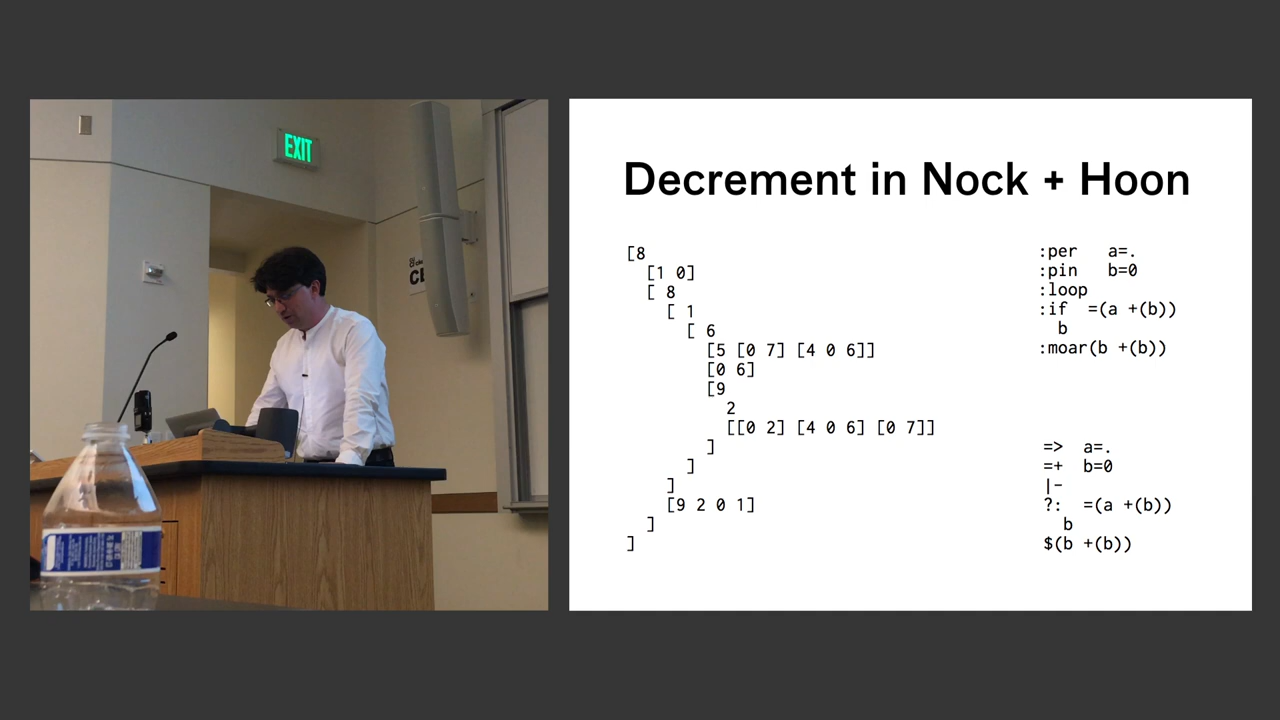 EXIT
Decrement in Nock + Hoon
[8
[1 0]
[ 8
[ 1
[ 6
[5 [0 7] [4 0 6]]
[0 6]
[9
2
[[0 2] [4 0 6] [0 7]]
]
]
]
[9 2 0 1]
]
]
:per a=.
:pin b=0
:loop
:if =(a +(b))
b
:moar(b +(b))
=> a=.
=+ b=0
|-
?: =(a +(b))
b
$(b +(b))